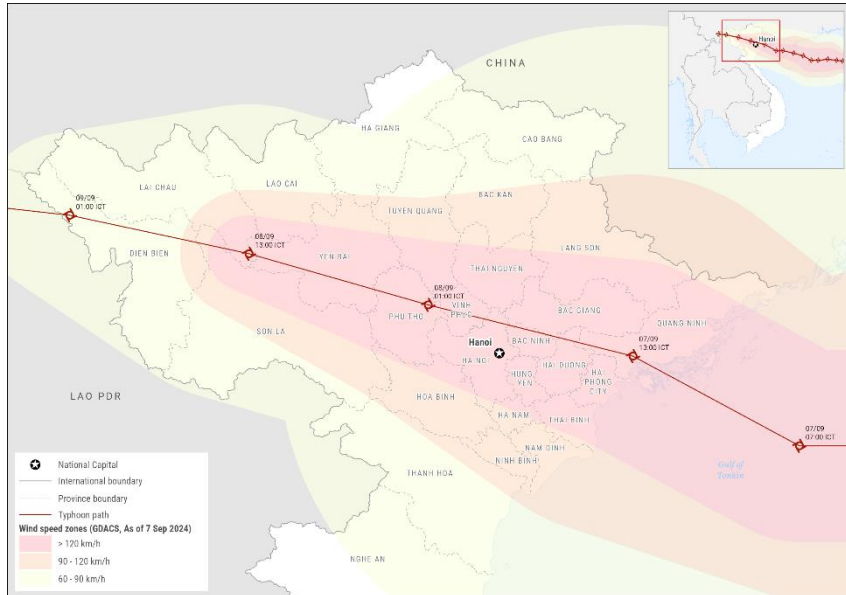 Hanoi
CHINA
HA GIANG
CAO BANG
LAI CHAU
LAO CAI
BAC KAN
TUYEN QUANG
09/09
01:00 ICT
08/09
13:00 ICT
DIEN BIEN
YEN BAI
LANG SON
THAI NGUYEN
08/09
01:00 ICT
VINH
PHUC
PHU THO
BAC GIANG
QUANG NINH
SON LA
Hanoi
BAC NINH
07/09
13:00 ICT
HA NOI
HAI DUONG
HUNG
YEN
HAI
PHONG
CITY
LAO PDR
HOA BINH
HA NAM
THAI BINH
07/09
07:00 ICT
NAM DINH
NINH BINH
Gulf of
Tonkin
THANH HOA
NGHE AN
National Capital
International boundary
Province boundary
Typhoon path
Wind speed zones (GDACS, As of 7 Sep 2024)
> 120 km/h
90 - 120 km/h
60 - 90 km/h